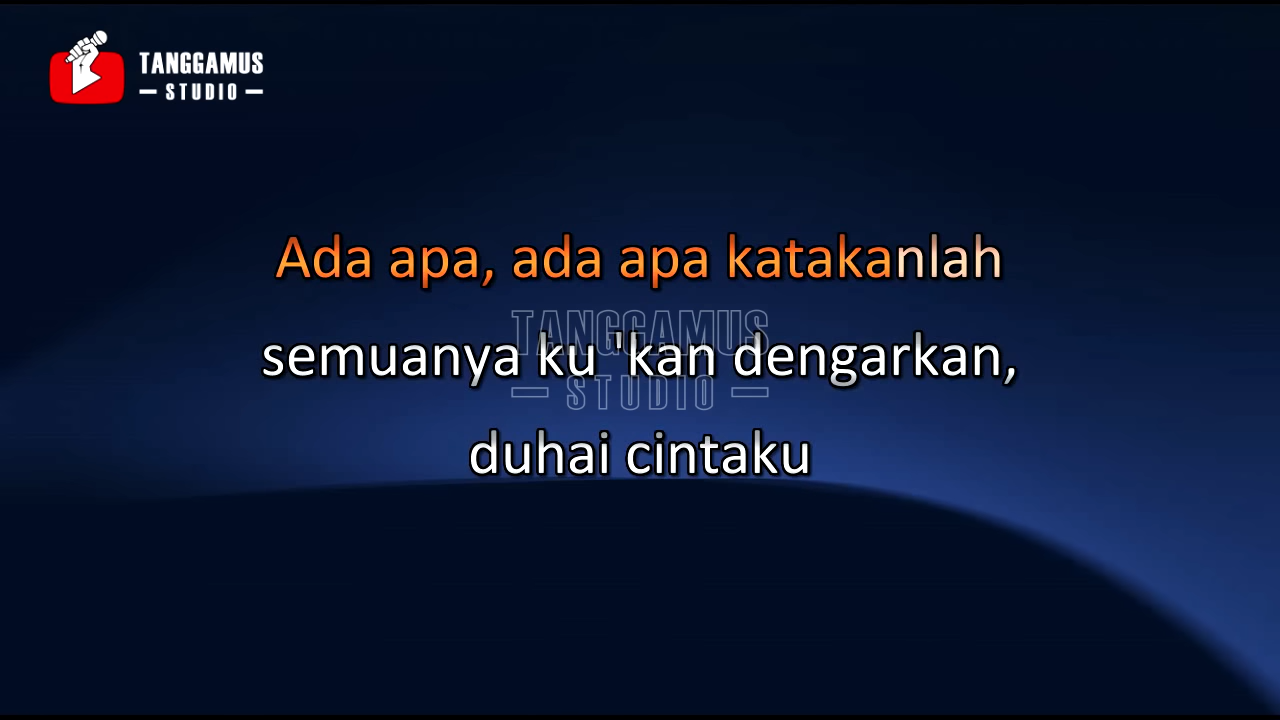 TANGGAMUS
STUDIO
Ada apa, ada apa katakanlah
TANGGAMUS
semuanya ku 'kan dengarkan,
STUDIO
duhai cintaku